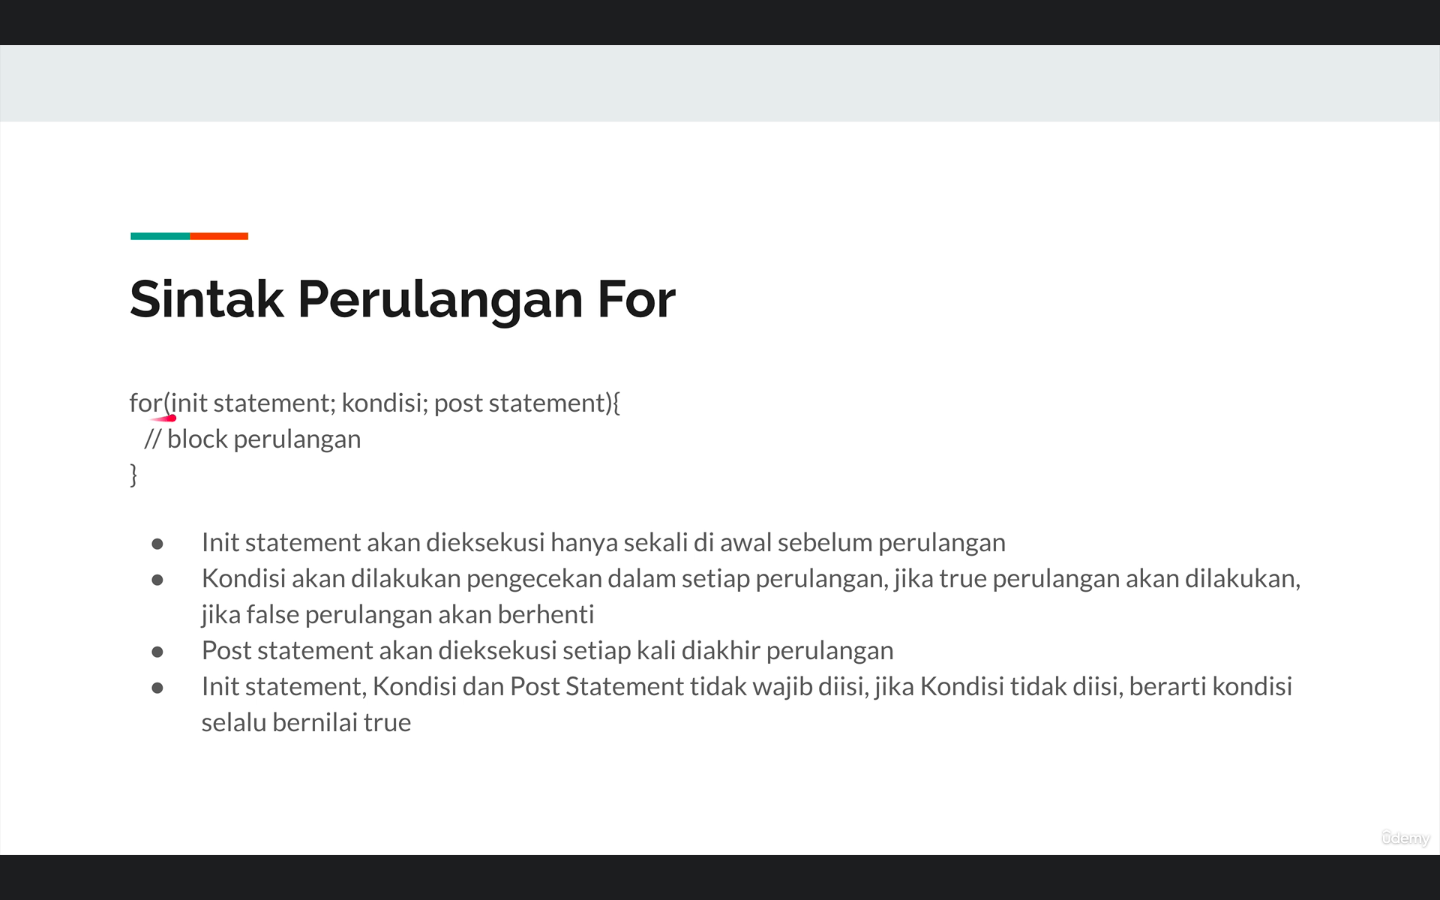 Sintak Perulangan For
for(init statement; kondisi; post statement){
// block perulangan
}
● Init statement akan dieksekusi hanya sekali di awal sebelum perulangan
● Kondisi akan dilakukan pengecekan dalam setiap perulangan, jika true perulangan akan dilakukan,
jika false perulangan akan berhenti
● Post statement akan dieksekusi setiap kali diakhir perulangan
● Init statement, Kondisi dan Post Statement tidak wajib diisi, jika Kondisi tidak diisi, berarti kondisi
selalu bernilai true
ûdemy